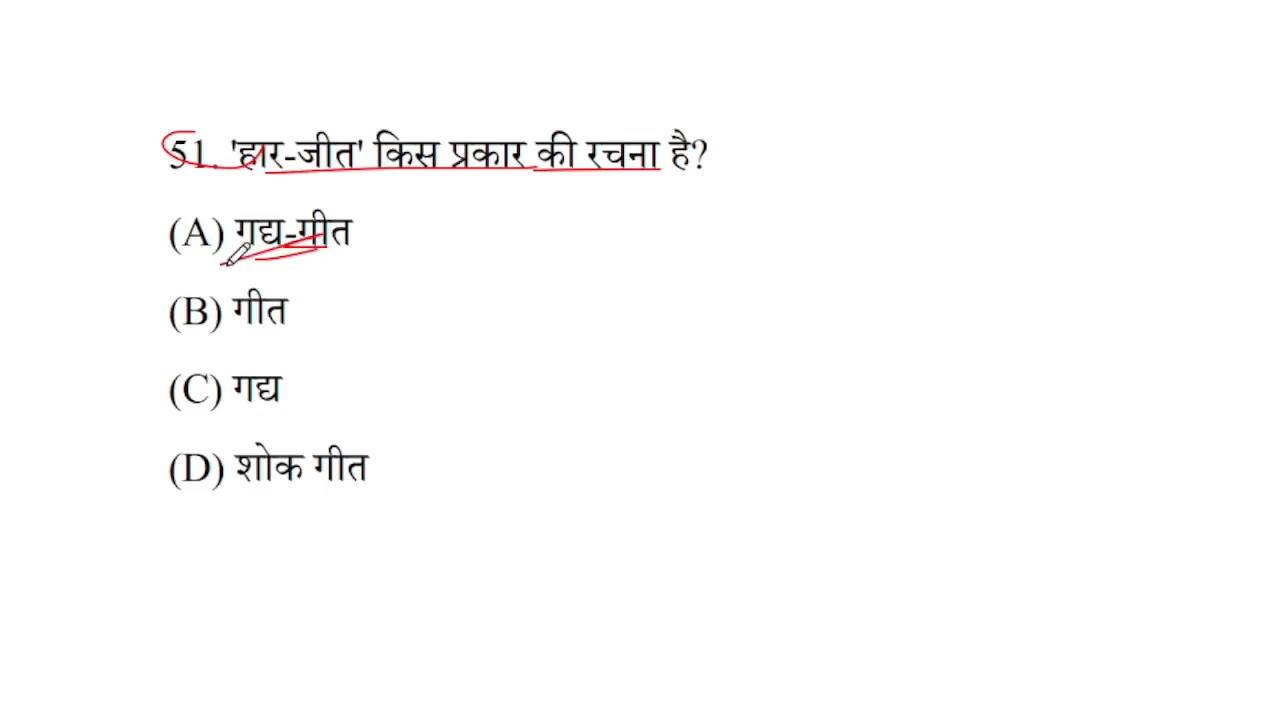 51. 'हार-जीत' किस प्रकार की रचना है?
(A) गद्य-गीत
(B) गीत
(C) गद्य
(D) शोक गीत